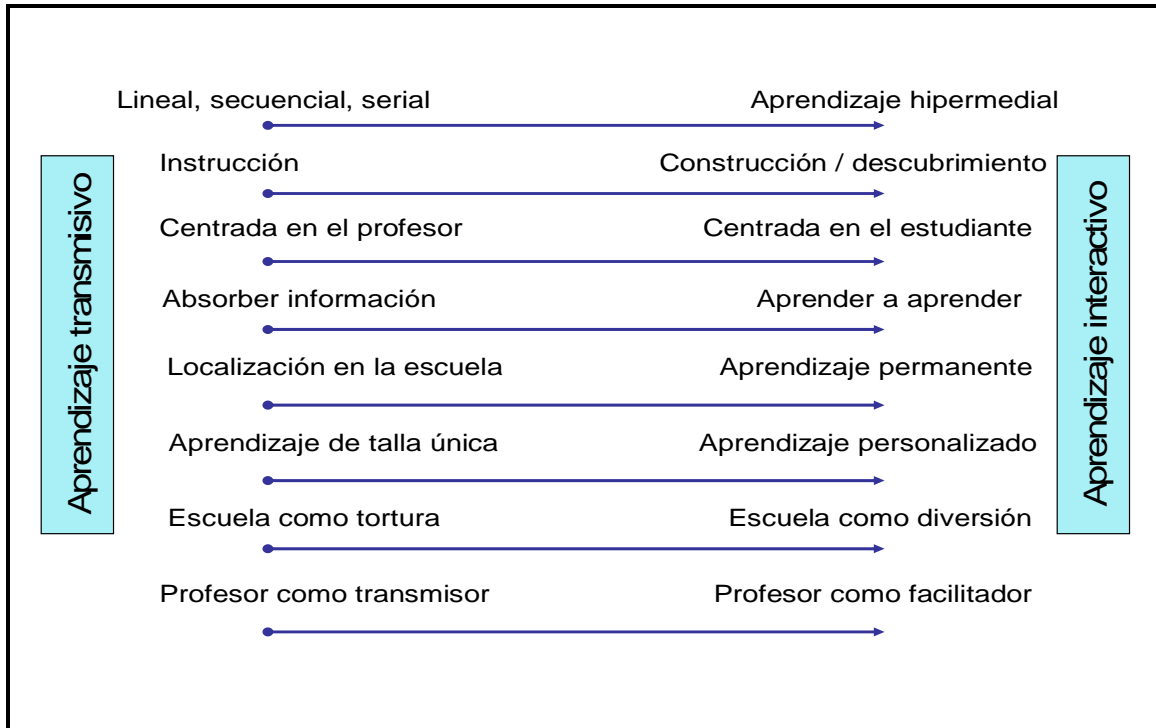 Lineal, secuencial, serial
Aprendizaje hipermedial
Instrucción
Construcción / descubrimiento
Centrada en el profesor
Centrada en el estudiante
Absorber información
Aprender a aprender
Localización en la escuela
Aprendizaje permanente
Aprendizaje de talla única
Aprendizaje personalizado
Escuela como tortura
Escuela como diversión
Profesor como transmisor
Profesor como facilitador
Aprendizaje transmisivo
Aprendizaje interactivo